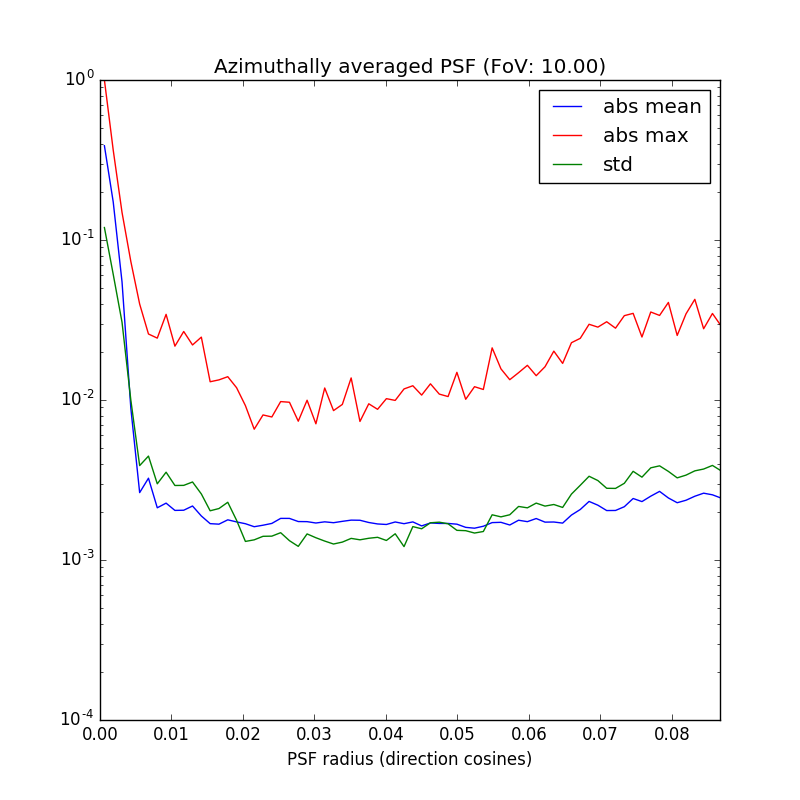 Azimuthally averaged PSF (FoV: 10.00)
abs mean
abs max
std
10^0
10^-1
10^-2
10^-3
10^-4
0.00 0.01 0.02 0.03 0.04 0.05 0.06 0.07 0.08
PSF radius (direction cosines)